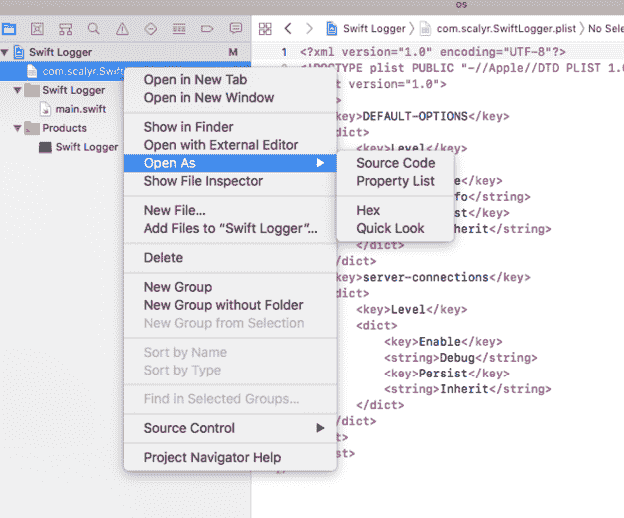 os
Swift Logger
com.scalyr.SwiftLogger.plist
No Sel
Swift Logger
M
com.scalyr.Swift
Swift Logger
main.swift
Products
Swift Logger
Open in New Tab
Open in New Window
Show in Finder
Open with External Editor
Open As
Show File Inspector
New File...
Add Files to “Swift Logger”...
Delete
New Group
New Group without Folder
New Group from Selection
Sort by Name
Sort by Type
Find in Selected Groups...
Source Control
Project Navigator Help
Source Code
Property List
Hex
Quick Look
1 <?xml version="1.0" encoding="UTF-8"?>
DOCTYPE plist PUBLIC "-//Apple//DTD PLIST 1.0
version="1.0">
key>DEFAULT-OPTIONS</key>
dict>
<key>Level</key>
</key>
fo</string>
ist</key>
herit</string>
</dict>
/dict>
key>server-connections</key>
dict>
<key>Level</key>
<dict>
<key>Enable</key>
<string>Debug</string>
<key>Persist</key>
<string>Inherit</string>
</dict>
/dict>
t>
st>